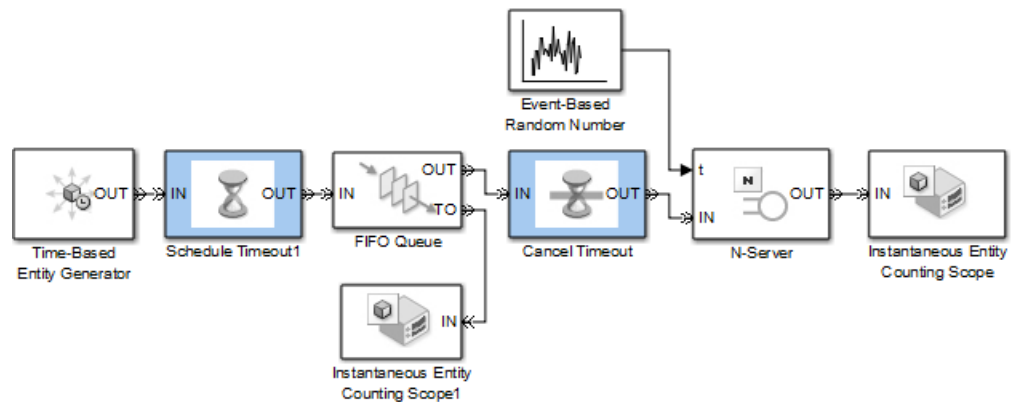 Event-Based
Random Number
OUT
Time-Based
Entity Generator
IN
OUT
Schedule Timeout1
IN
OUT
TO
FIFO Queue
IN
OUT
Cancel Timeout
t
IN
N
OUT
N-Server
IN
Instantaneous Entity
Counting Scope
IN
Instantaneous Entity
Counting Scope1